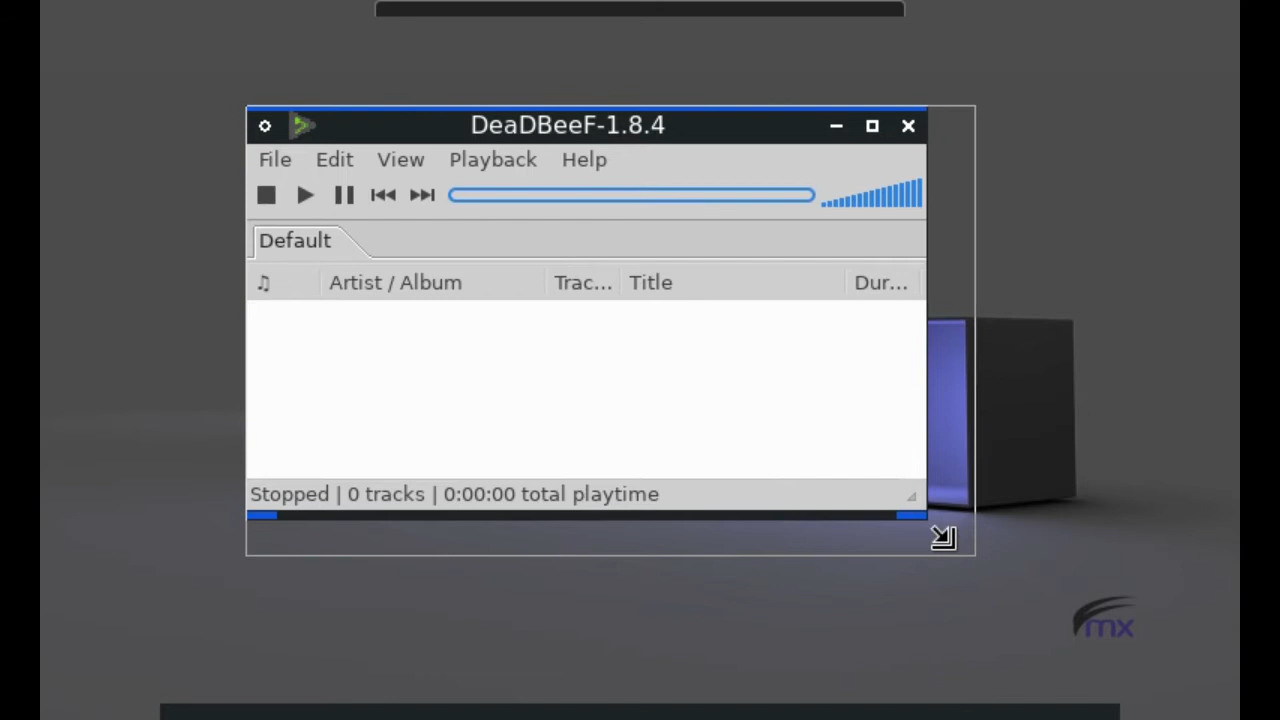 DeaDBeeF-1.8.4
File Edit View Playback Help
Default
♫ Artist / Album Trac... Title Dur...
Stopped | 0 tracks | 0:00:00 total playtime
mx